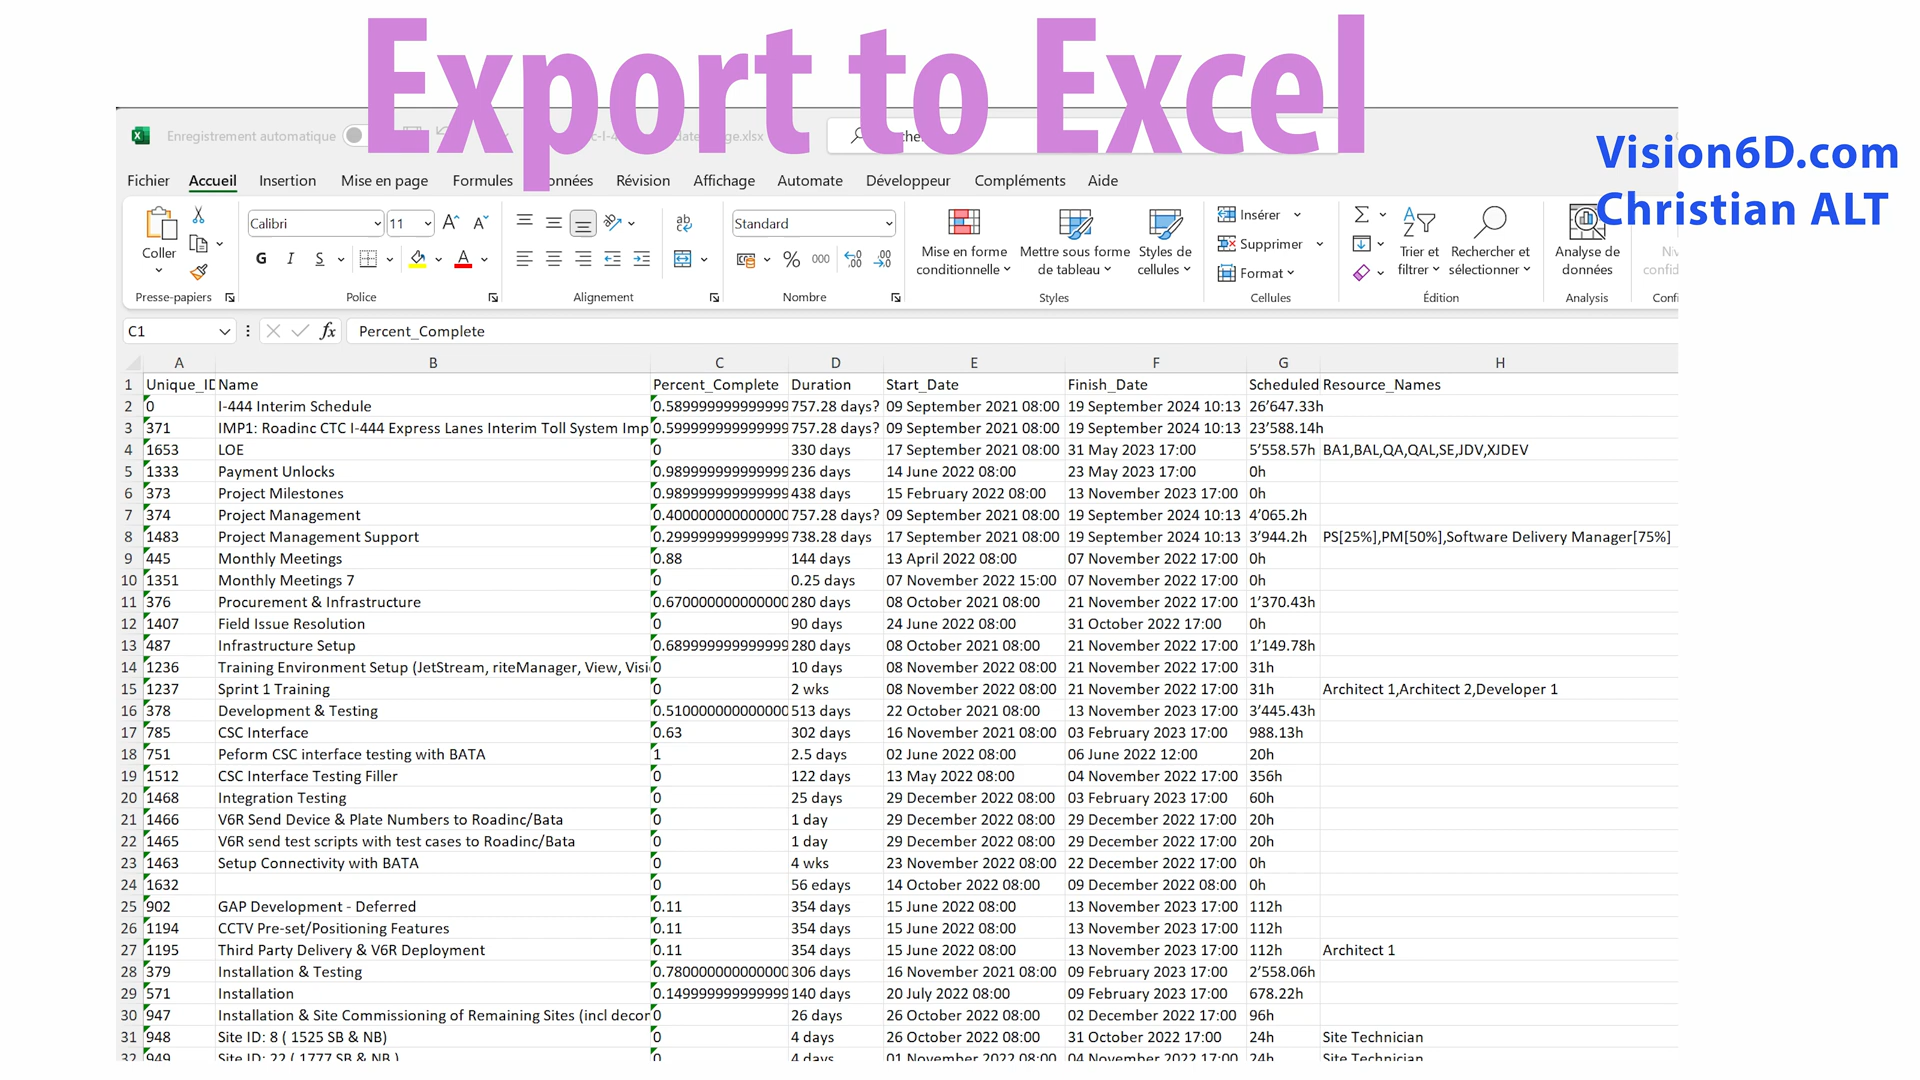 Export to Excel
Vision6D.com
Christian ALT
Enregistrement automatique
Fichier Accueil Insertion Mise en page Formules Révision Affichage Automate Développeur Compléments Aide
Coller
Calibri 11
G I S
Standard
% 000
Mise en forme conditionnelle
Mettre sous forme de tableau
Styles de cellules
Insérer
Supprimer
Format
Trier et filtrer
Rechercher et sélectionner
Analyse de données
Presse-papiers Police Alignement Nombre Styles Cellules Édition Analysis
C1 fx Percent_Complete
A B C D E F G H
1 Unique_ID Name Percent_Complete Duration Start_Date Finish_Date Scheduled Resource_Names
2 0 I-444 Interim Schedule 0.589999999999999 757.28 days? 09 September 2021 08:00 19 September 2024 10:13 26’647.33h
3 371 IMP1: Roadinc CTC I-444 Express Lanes Interim Toll System Imp 0.599999999999999 757.28 days? 09 September 2021 08:00 19 September 2024 10:13 23’588.14h
4 1653 LOE 0 330 days 17 September 2021 08:00 31 May 2023 17:00 5’558.57h BA1,BAL,QA,QAL,SE,JDV,XJDEV
5 1333 Payment Unlocks 0.989999999999999 236 days 14 June 2022 08:00 23 May 2023 17:00 0h
6 373 Project Milestones 0.989999999999999 438 days 15 February 2022 08:00 13 November 2023 17:00 0h
7 374 Project Management 0.400000000000000 757.28 days? 09 September 2021 08:00 19 September 2024 10:13 4’065.2h
8 1483 Project Management Support 0.299999999999999 738.28 days 17 September 2021 08:00 19 September 2024 10:13 3’944.2h PS[25%],PM[50%],Software Delivery Manager[75%]
9 445 Monthly Meetings 0.88 144 days 13 April 2022 08:00 07 November 2022 17:00 0h
10 1351 Monthly Meetings 7 0 0.25 days 07 November 2022 15:00 07 November 2022 17:00 0h
11 376 Procurement & Infrastructure 0.670000000000000 280 days 08 October 2021 08:00 21 November 2022 17:00 1’370.43h
12 1407 Field Issue Resolution 0 90 days 24 June 2022 08:00 31 October 2022 17:00 0h
13 487 Infrastructure Setup 0.689999999999999 280 days 08 October 2021 08:00 21 November 2022 17:00 1’149.78h
14 1236 Training Environment Setup (JetStream, riteManager, View, Visi 0 10 days 08 November 2022 08:00 21 November 2022 17:00 31h
15 1237 Sprint 1 Training 0 2 wks 08 November 2022 08:00 21 November 2022 17:00 31h Architect 1,Architect 2,Developer 1
16 378 Development & Testing 0.510000000000000 513 days 22 October 2021 08:00 13 November 2023 17:00 3’445.43h
17 785 CSC Interface 0.63 302 days 16 November 2021 08:00 03 February 2023 17:00 988.13h
18 751 Peform CSC interface testing with BATA 1 2.5 days 02 June 2022 08:00 06 June 2022 12:00 20h
19 1512 CSC Interface Testing Filler 0 122 days 13 May 2022 08:00 04 November 2022 17:00 356h
20 1468 Integration Testing 0 25 days 29 December 2022 08:00 03 February 2023 17:00 60h
21 1466 V6R Send Device & Plate Numbers to Roadinc/Bata 0 1 day 29 December 2022 08:00 29 December 2022 17:00 20h
22 1465 V6R send test scripts with test cases to Roadinc/Bata 0 1 day 29 December 2022 08:00 29 December 2022 17:00 20h
23 1463 Setup Connectivity with BATA 0 4 wks 23 November 2022 08:00 22 December 2022 17:00 0h
24 1632 0 56 edays 14 October 2022 08:00 09 December 2022 08:00 0h
25 902 GAP Development - Deferred 0.11 354 days 15 June 2022 08:00 13 November 2023 17:00 112h
26 1194 CCTV Pre-set/Positioning Features 0.11 354 days 15 June 2022 08:00 13 November 2023 17:00 112h
27 1195 Third Party Delivery & V6R Deployment 0.11 354 days 15 June 2022 08:00 13 November 2023 17:00 112h Architect 1
28 379 Installation & Testing 0.780000000000000 306 days 16 November 2021 08:00 09 February 2023 17:00 2’558.06h
29 571 Installation 0.149999999999999 140 days 20 July 2022 08:00 09 February 2023 17:00 678.22h
30 947 Installation & Site Commissioning of Remaining Sites (incl decor 0 26 days 26 October 2022 08:00 02 December 2022 17:00 96h
31 948 Site ID: 8 ( 1525 SB & NB) 0 4 days 26 October 2022 08:00 31 October 2022 17:00 24h Site Technician
32 949 Site ID: 22 ( 1777 SB & NB ) 0 4 days 01 November 2022 08:00 04 November 2022 17:00 24h Site Technician